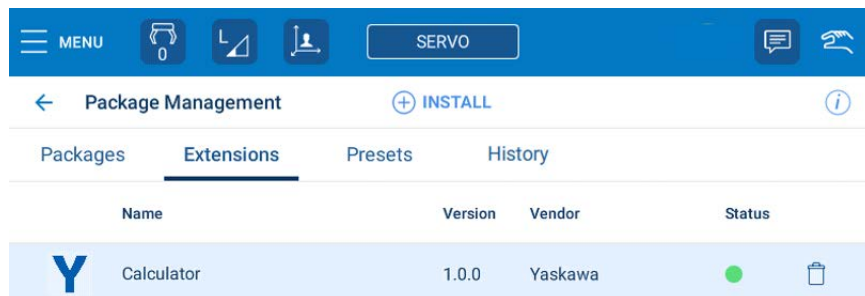 MENU 0 L SERVO
Package Management INSTALL i
Packages Extensions Presets History
Name Version Vendor Status
Y Calculator 1.0.0 Yaskawa